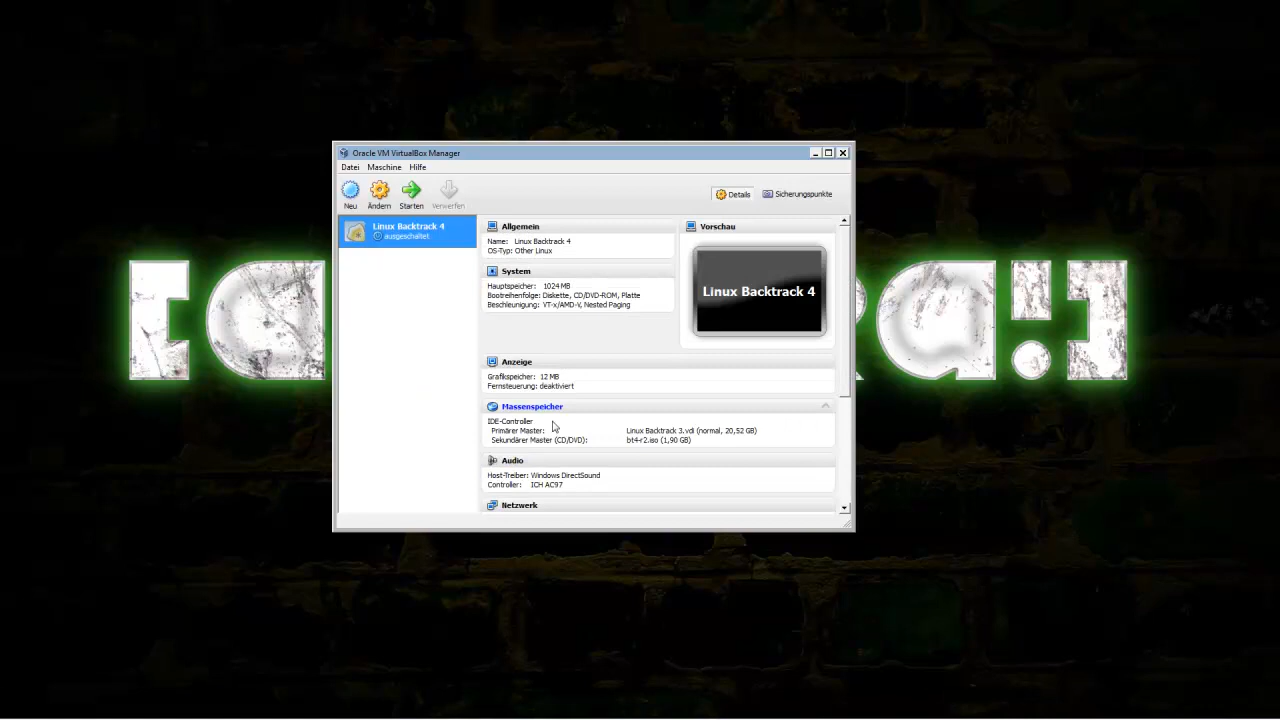 Oracle VM VirtualBox Manager
Datei Maschine Hilfe
Neu Ändern Starten Verwerfen
Details Sicherungspunkte
Linux Backtrack 4
ausgeschaltet
Allgemein
Name: Linux Backtrack 4
OS-Typ: Other Linux
System
Hauptspeicher: 1024 MB
Bootreihenfolge: Diskette, CD/DVD-ROM, Platte
Beschleunigung: VT-x/AMD-V, Nested Paging
Vorschau
Linux Backtrack 4
Anzeige
Grafikspeicher: 12 MB
Fernsteuerung: deaktiviert
Massenspeicher
IDE-Controller
Primärer Master: Linux Backtrack 3.vdi (normal, 20,52 GB)
Sekundärer Master (CD/DVD): bt4-r2.iso (1,90 GB)
Audio
Host-Treiber: Windows DirectSound
Controller: ICH AC97
Netzwerk